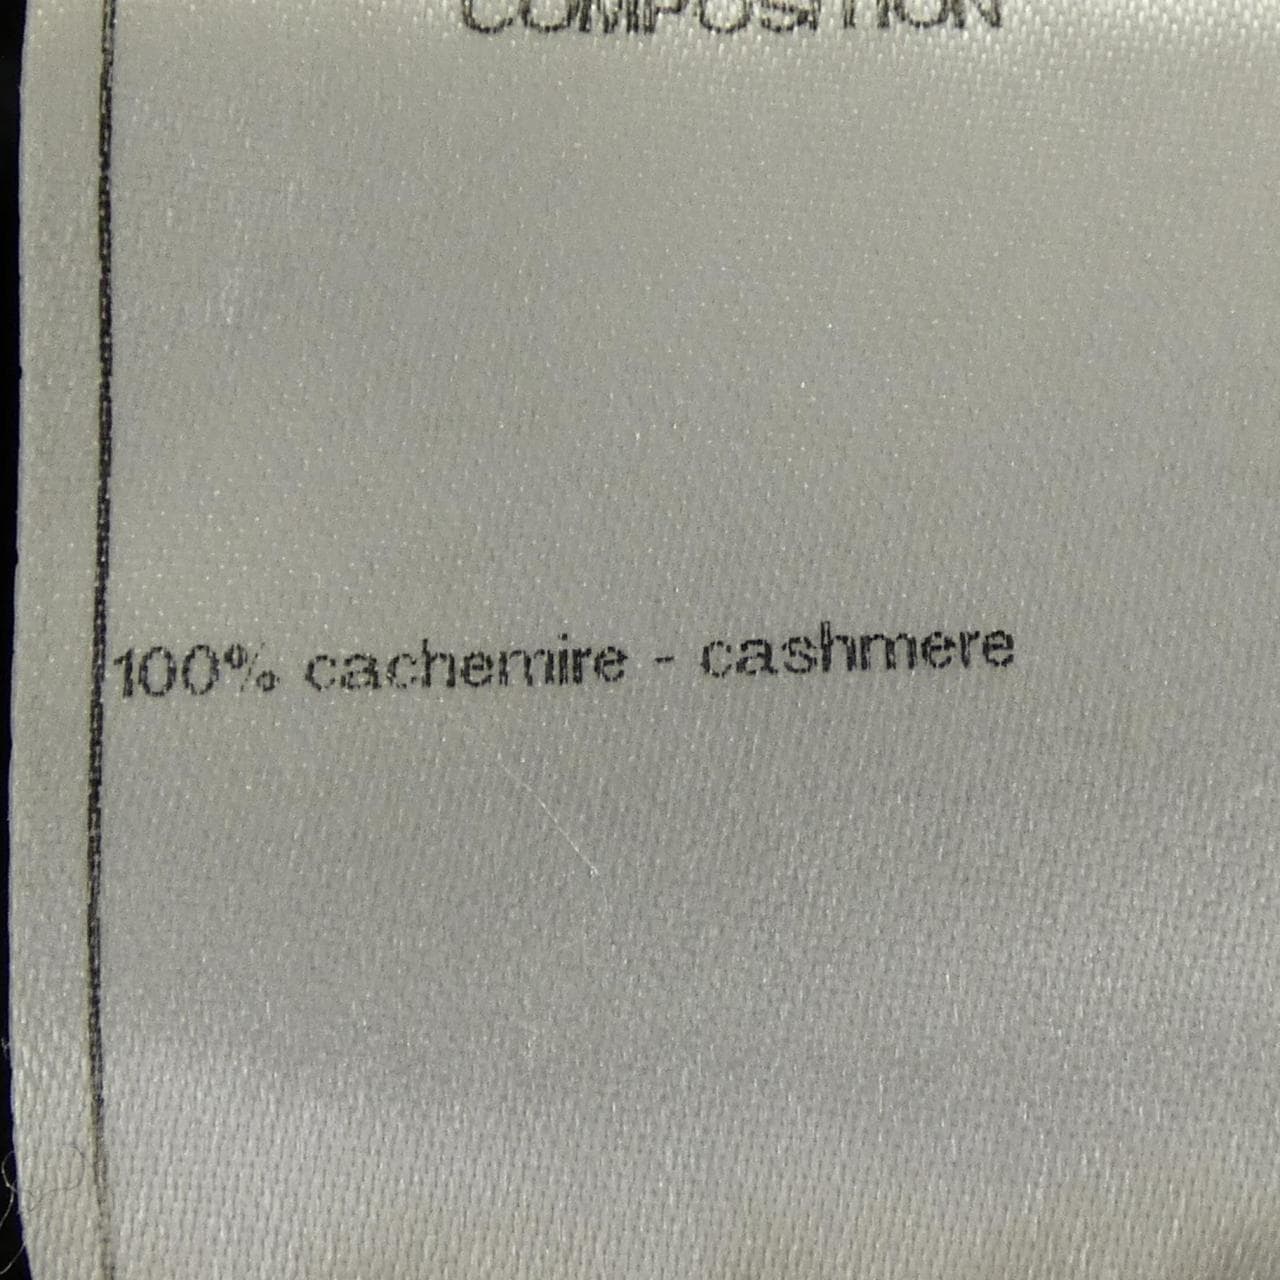 COMPOSITION
100% cachemire - cashmere